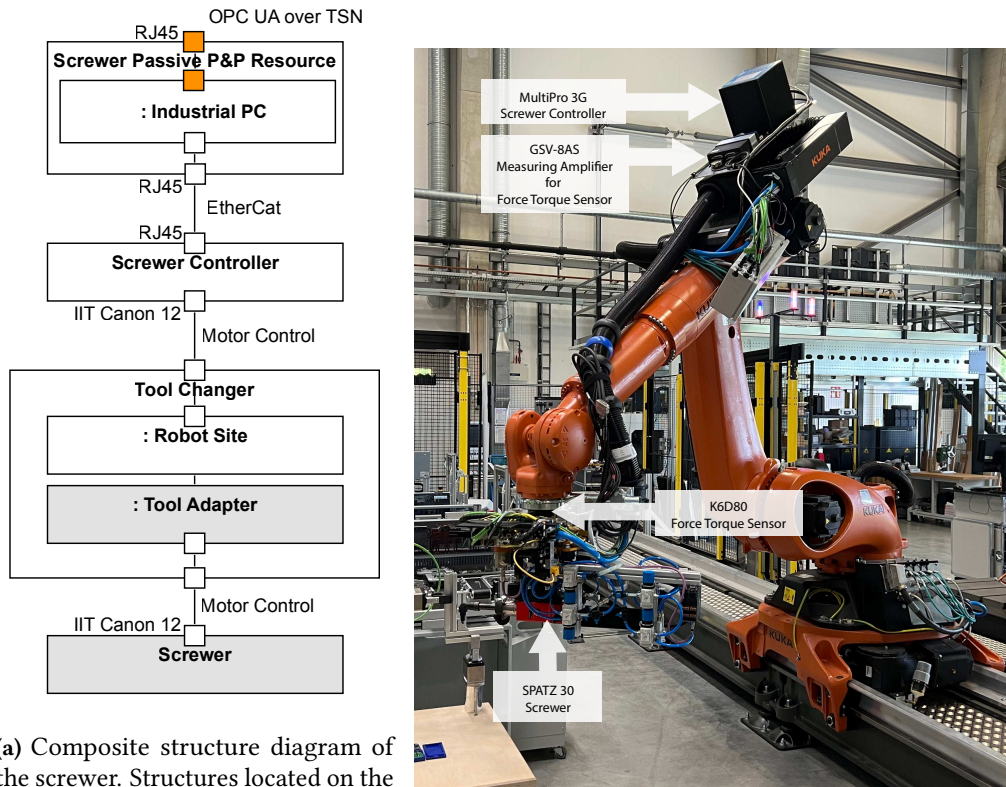 OPC UA over TSN
RJ45
Screwer Passive P&P Resource
: Industrial PC
RJ45
EtherCat
RJ45
Screwer Controller
IIT Canon 12
Motor Control
Tool Changer
: Robot Site
: Tool Adapter
Motor Control
IIT Canon 12
Screwer
(a) Composite structure diagram of
the screwer. Structures located on the
MultiPro 3G
Screwer Controller
GSV-8AS
Measuring Amplifier
for
Force Torque Sensor
KUKA
K6D80
Force Torque Sensor
KUKA
KUKA
SPATZ 30
Screwer